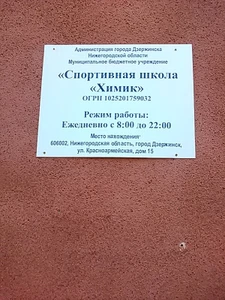 Администрация города Дзержинска
Нижегородской области
Муниципальное бюджетное учреждение
«Спортивная школа
«Химик»
ОГРН 1025201759032
Режим работы:
Ежедневно с 8:00 до 22:00
Место нахождения:
606002, Нижегородская область, город Дзержинск,
ул. Красноармейская, дом 15